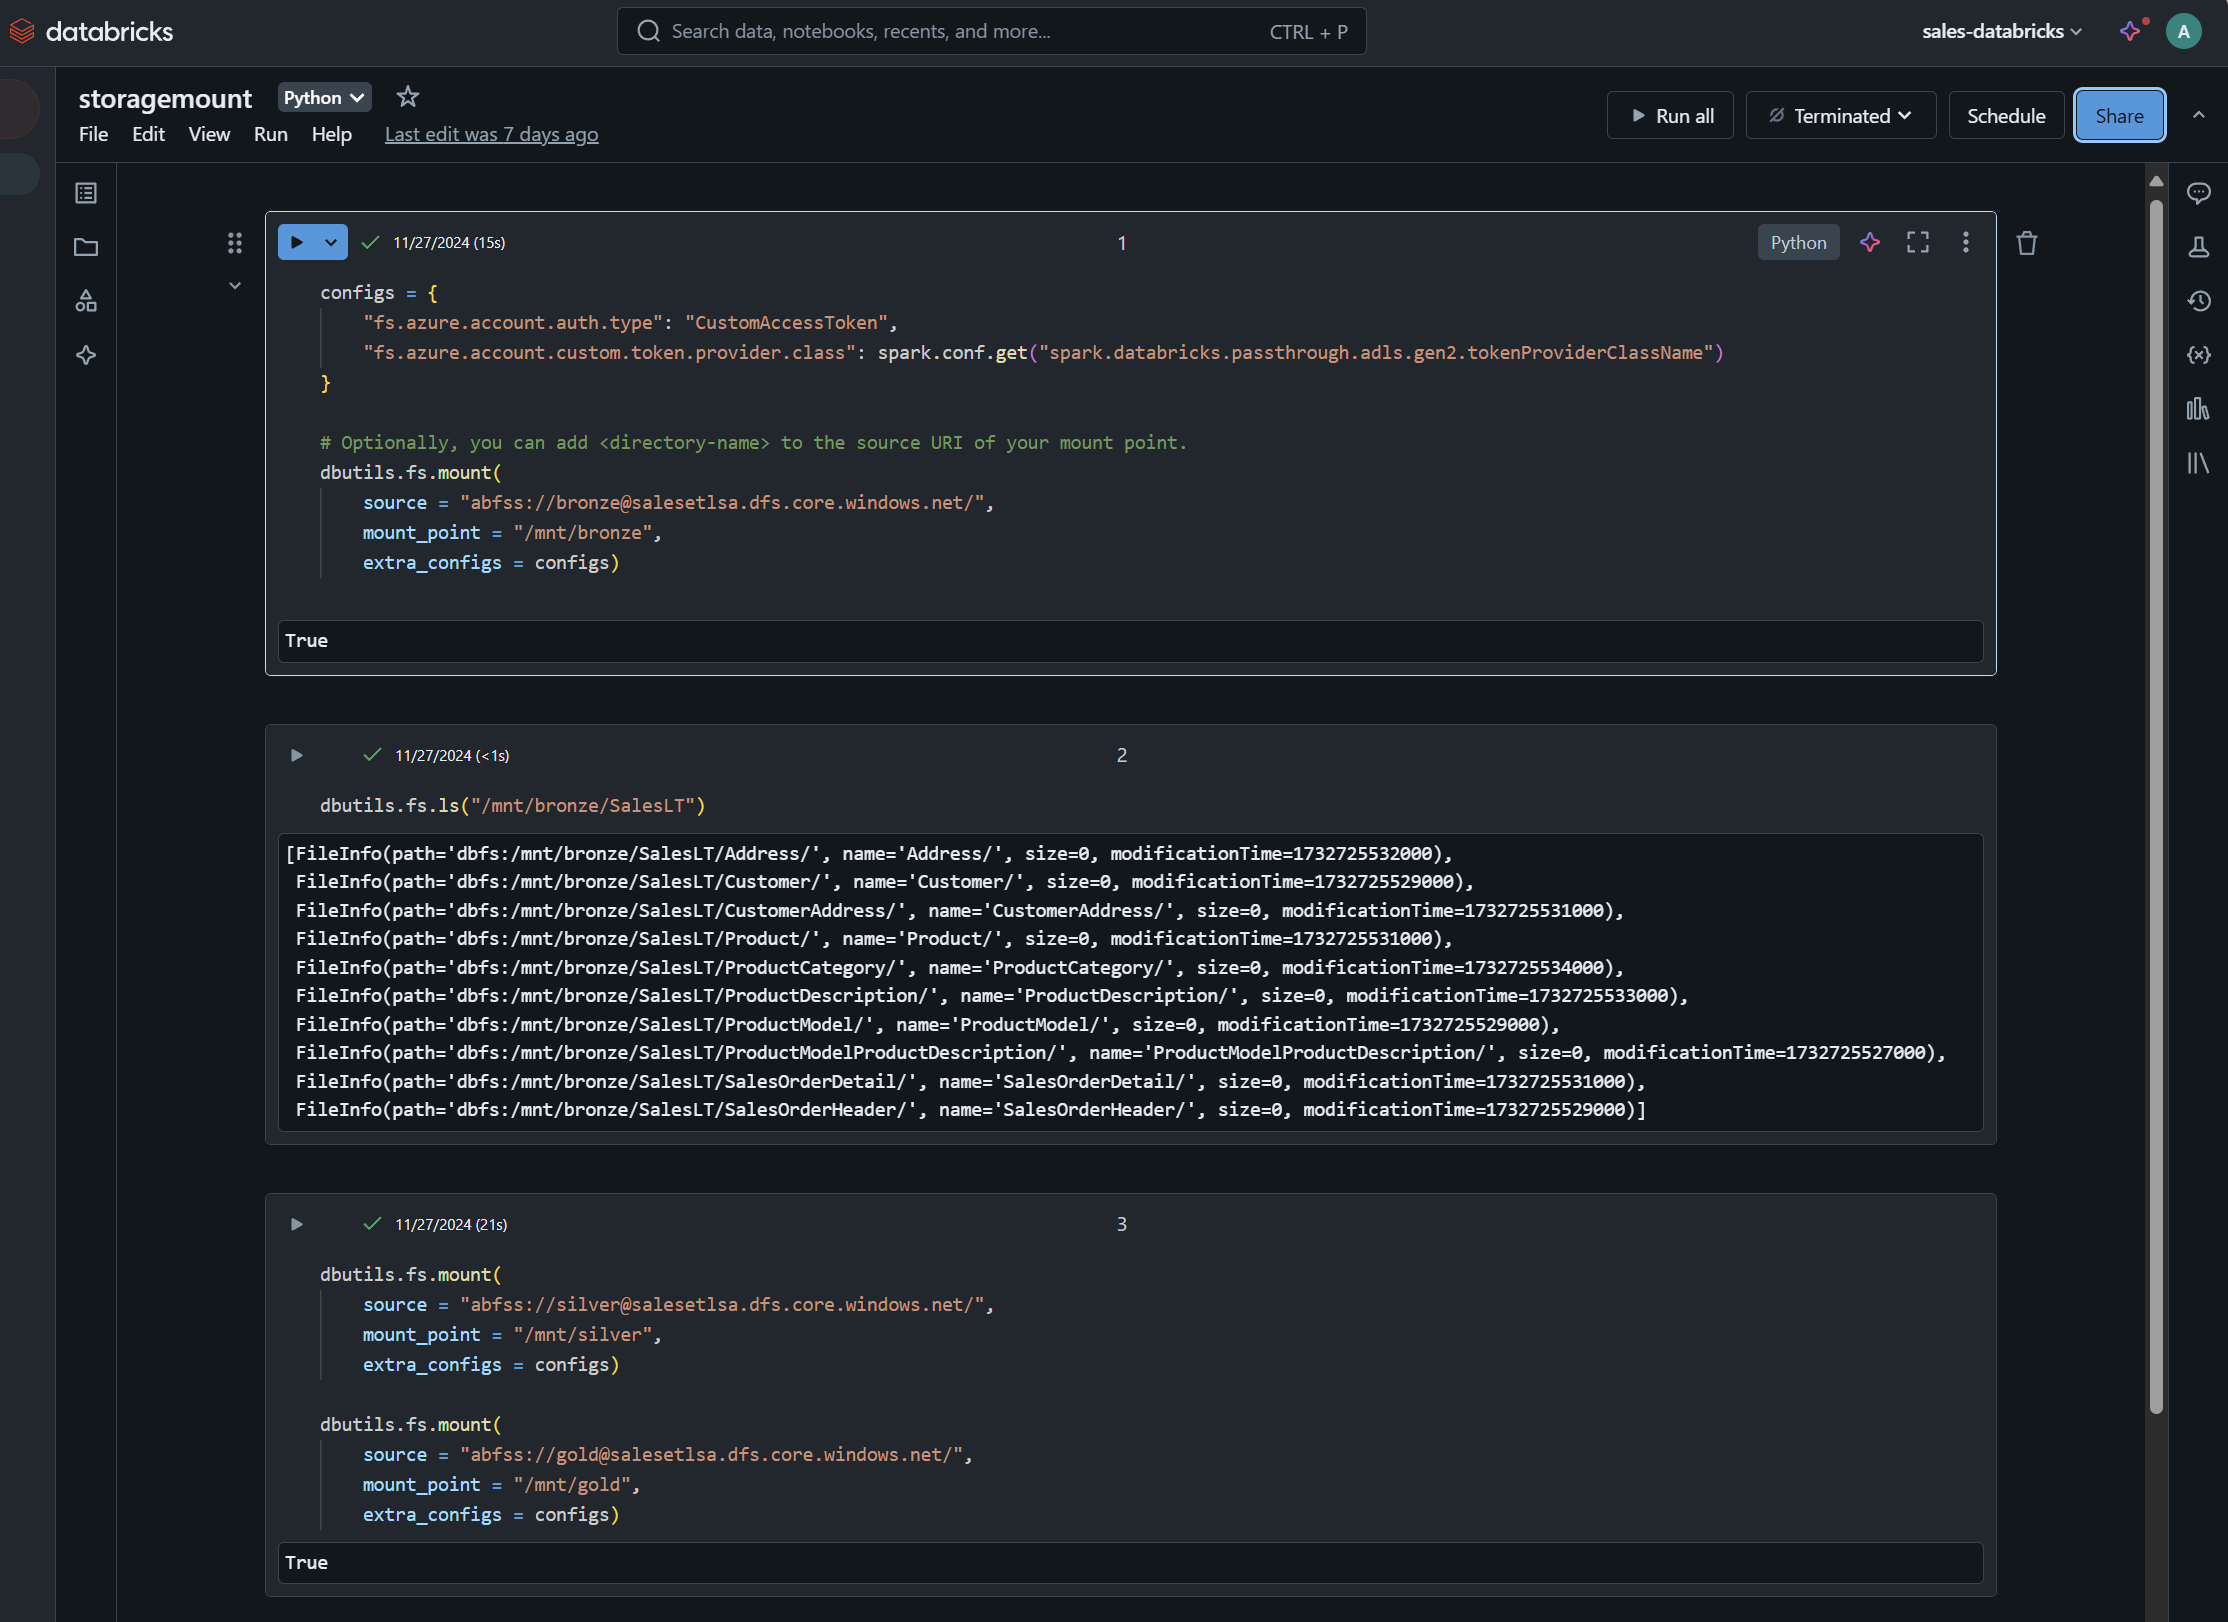 databricks
Search data, notebooks, recents, and more...
CTRL + P
sales-databricks
A
storagemount
Python
File
Edit
View
Run
Help
Last edit was 7 days ago
Run all
Terminated
Schedule
Share
11/27/2024 (15s)
1
Python
configs = {
    "fs.azure.account.auth.type": "CustomAccessToken",
    "fs.azure.account.custom.token.provider.class": spark.conf.get("spark.databricks.passthrough.adls.gen2.tokenProviderClassName")
}
# Optionally, you can add <directory-name> to the source URI of your mount point.
dbutils.fs.mount(
    source = "abfss://bronze@salesetlsa.dfs.core.windows.net/",
    mount_point = "/mnt/bronze",
    extra_configs = configs)
True
11/27/2024 (<1s)
2
dbutils.fs.ls("/mnt/bronze/SalesLT")
[FileInfo(path='dbfs:/mnt/bronze/SalesLT/Address/', name='Address/', size=0, modificationTime=1732725532000),
 FileInfo(path='dbfs:/mnt/bronze/SalesLT/Customer/', name='Customer/', size=0, modificationTime=1732725529000),
 FileInfo(path='dbfs:/mnt/bronze/SalesLT/CustomerAddress/', name='CustomerAddress/', size=0, modificationTime=1732725531000),
 FileInfo(path='dbfs:/mnt/bronze/SalesLT/Product/', name='Product/', size=0, modificationTime=1732725531000),
 FileInfo(path='dbfs:/mnt/bronze/SalesLT/ProductCategory/', name='ProductCategory/', size=0, modificationTime=1732725534000),
 FileInfo(path='dbfs:/mnt/bronze/SalesLT/ProductDescription/', name='ProductDescription/', size=0, modificationTime=1732725533000),
 FileInfo(path='dbfs:/mnt/bronze/SalesLT/ProductModel/', name='ProductModel/', size=0, modificationTime=1732725529000),
 FileInfo(path='dbfs:/mnt/bronze/SalesLT/ProductModelProductDescription/', name='ProductModelProductDescription/', size=0, modificationTime=1732725527000),
 FileInfo(path='dbfs:/mnt/bronze/SalesLT/SalesOrderDetail/', name='SalesOrderDetail/', size=0, modificationTime=1732725531000),
 FileInfo(path='dbfs:/mnt/bronze/SalesLT/SalesOrderHeader/', name='SalesOrderHeader/', size=0, modificationTime=1732725529000)]
11/27/2024 (21s)
3
dbutils.fs.mount(
    source = "abfss://silver@salesetlsa.dfs.core.windows.net/",
    mount_point = "/mnt/silver",
    extra_configs = configs)
dbutils.fs.mount(
    source = "abfss://gold@salesetlsa.dfs.core.windows.net/",
    mount_point = "/mnt/gold",
    extra_configs = configs)
True